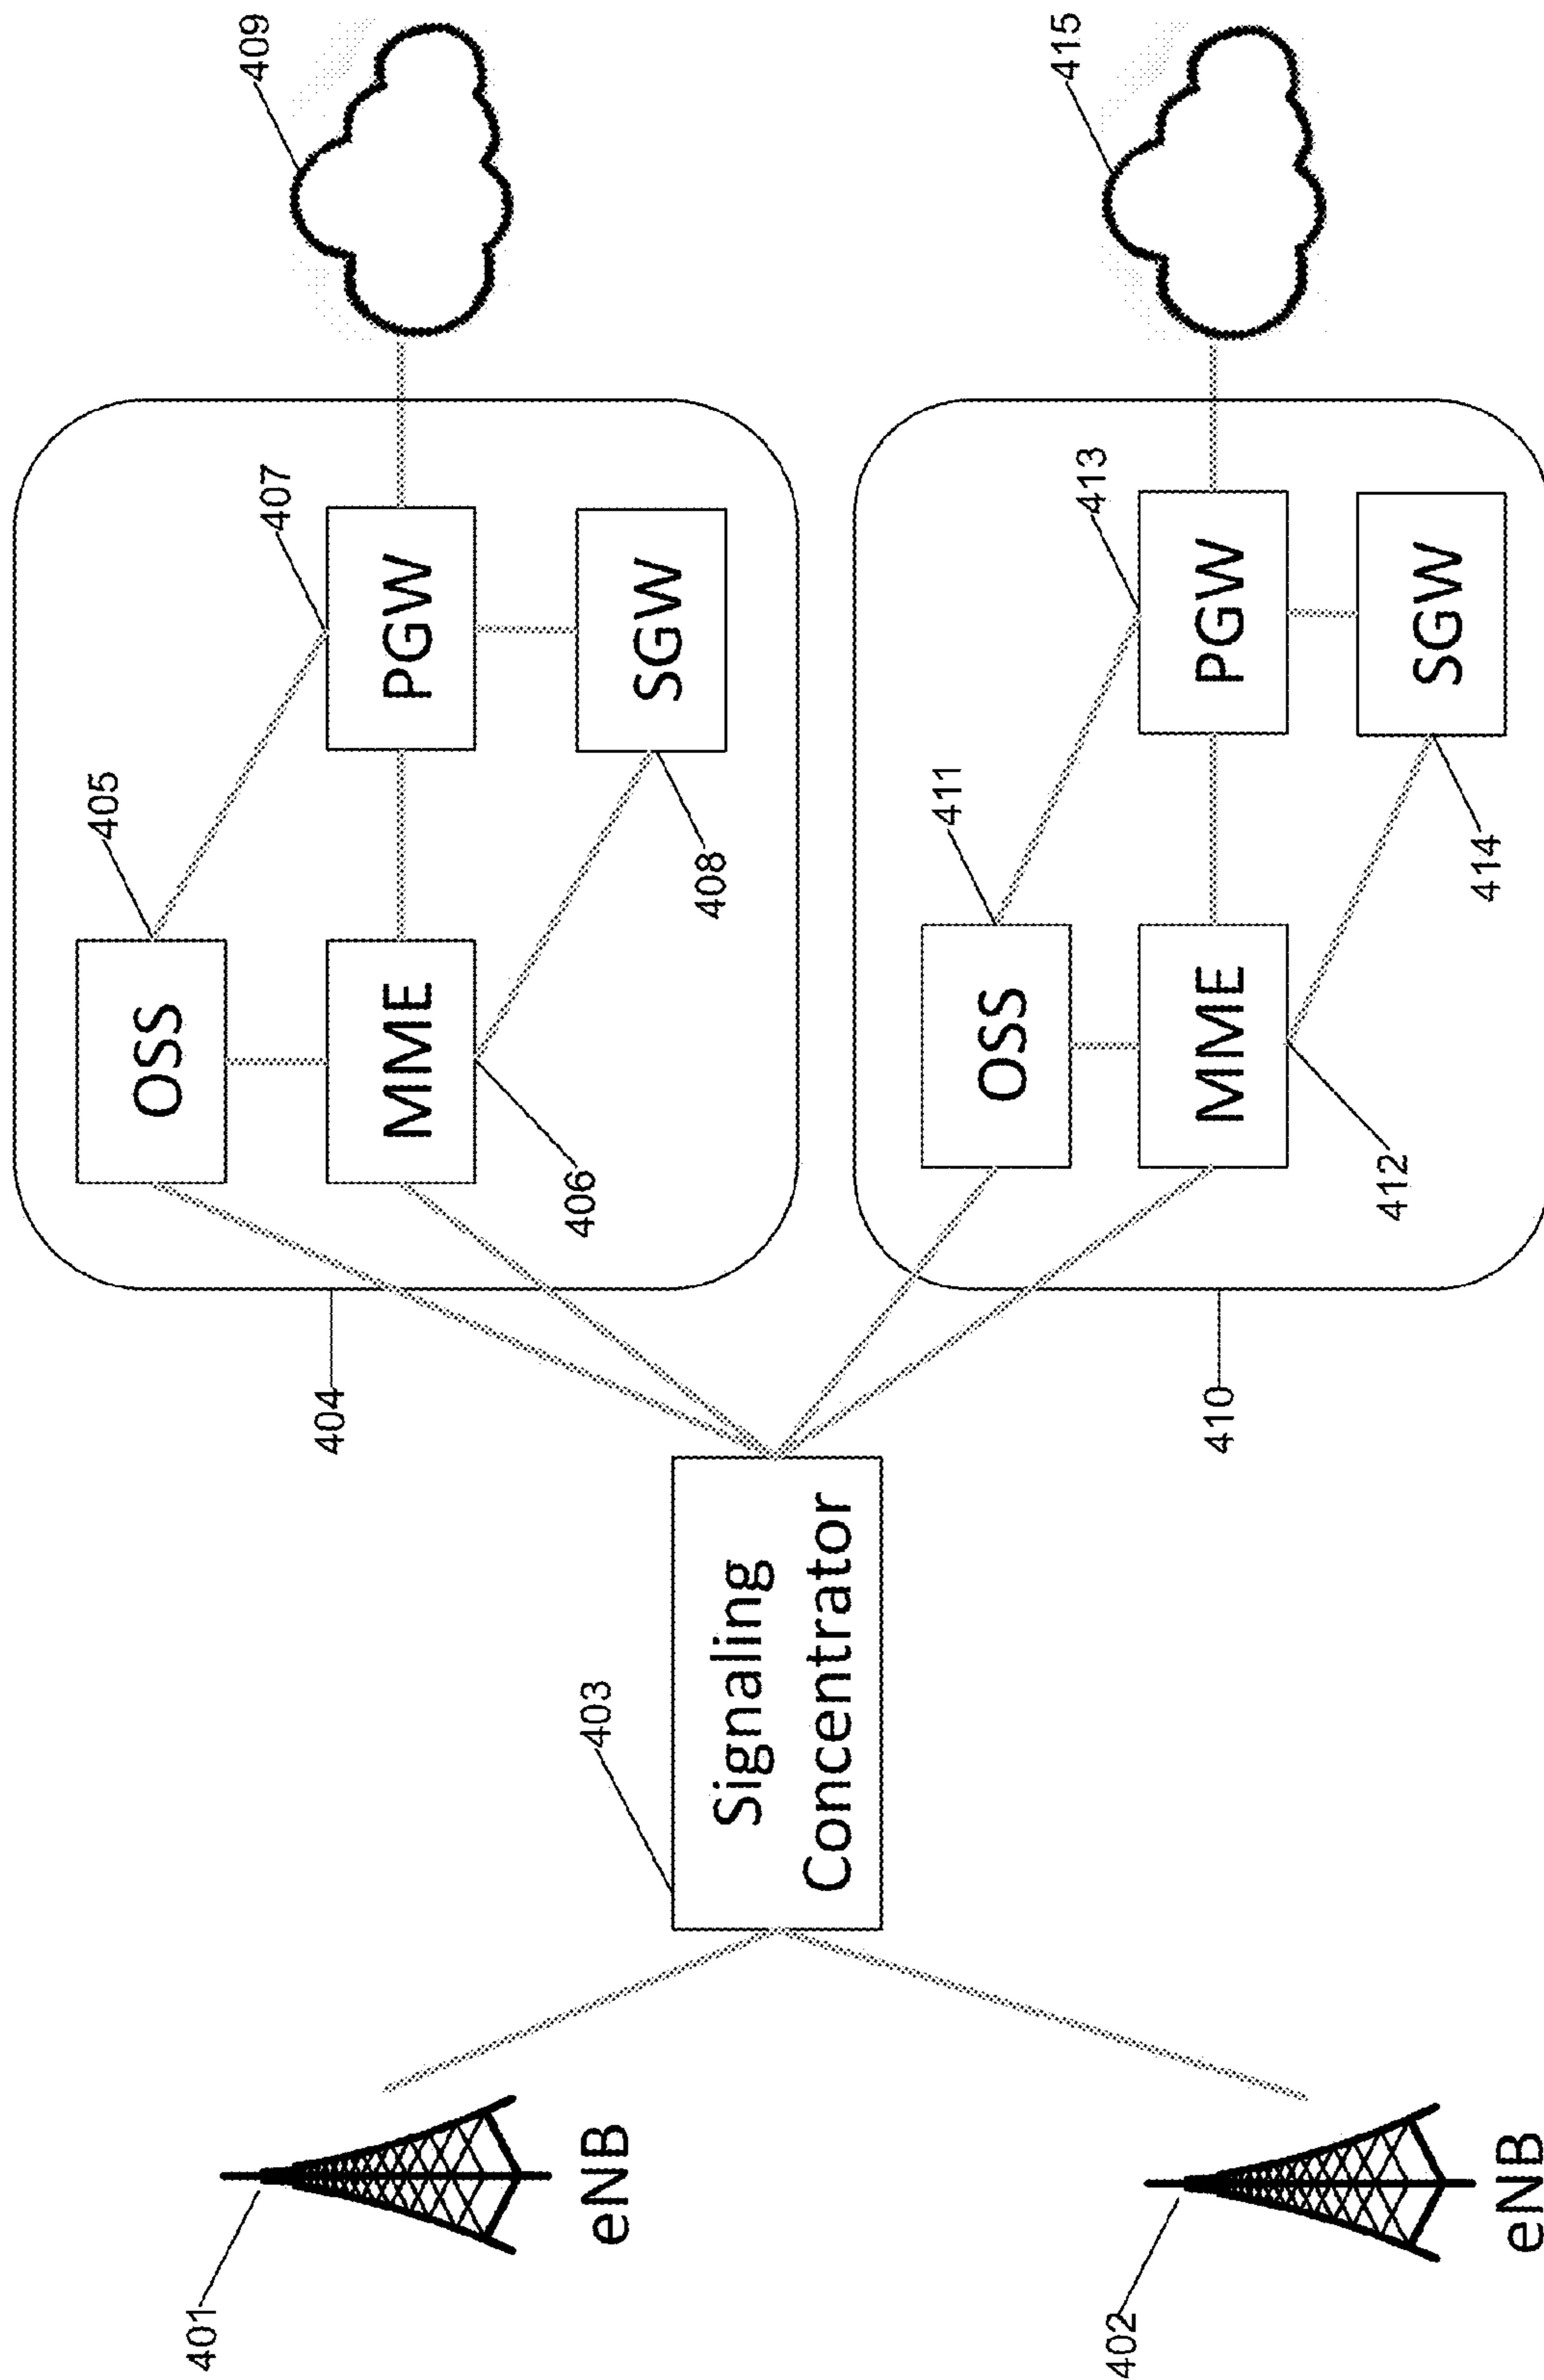 401
eNB
402
eNB
403
Signaling
Concentrator
404
405
OSS
MME
406
407
PGW
SGW
408
409
410
411
OSS
MME
412
413
PGW
SGW
414
415